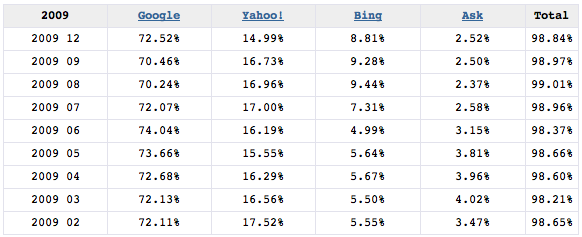 2009 Google Yahoo! Bing Ask Total
2009 12 72.52% 14.99% 8.81% 2.52% 98.84%
2009 09 70.46% 16.73% 9.28% 2.50% 98.97%
2009 08 70.24% 16.96% 9.44% 2.37% 99.01%
2009 07 72.07% 17.00% 7.31% 2.58% 98.96%
2009 06 74.04% 16.19% 4.99% 3.15% 98.37%
2009 05 73.66% 15.55% 5.64% 3.81% 98.66%
2009 04 72.68% 16.29% 5.67% 3.96% 98.60%
2009 03 72.13% 16.56% 5.50% 4.02% 98.21%
2009 02 72.11% 17.52% 5.55% 3.47% 98.65%